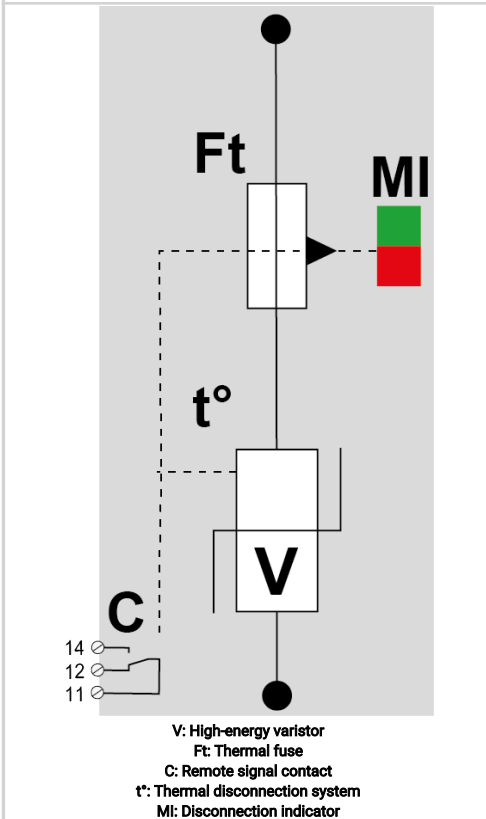 Ft
MI
t°
V
C
14
12
11
V: High-energy varistor
Ft: Thermal fuse
C: Remote signal contact
t°: Thermal disconnection system
MI: Disconnection indicator